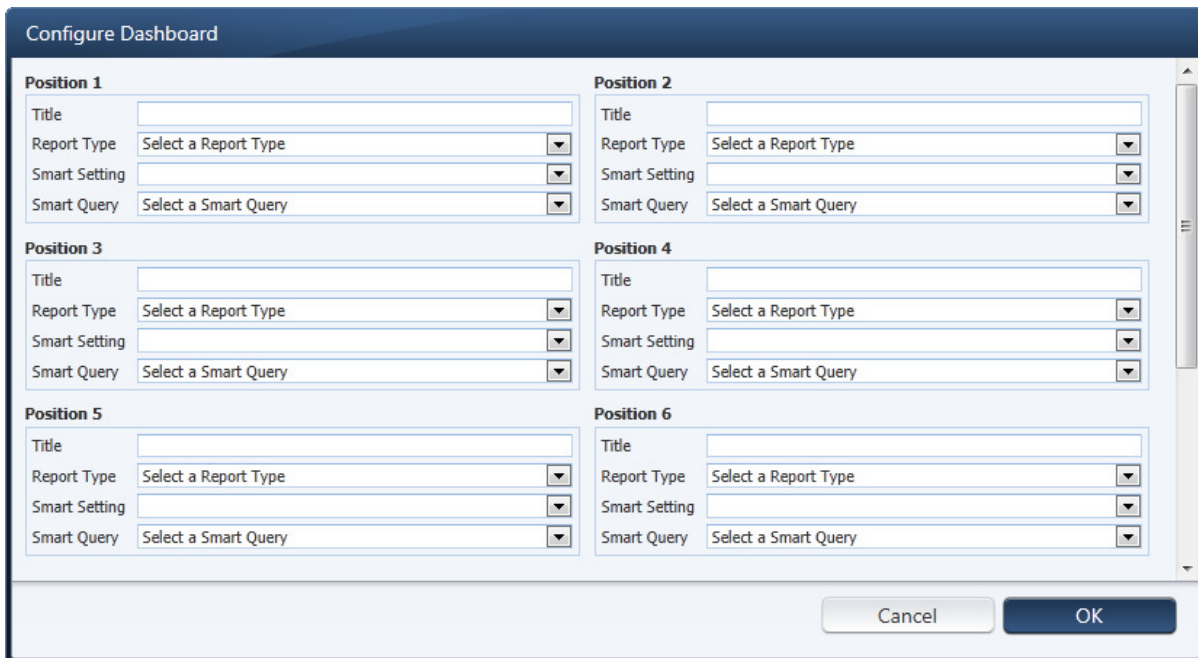 Configure Dashboard
Position 1
Title
Report Type Select a Report Type
Smart Setting
Smart Query Select a Smart Query
Position 2
Title
Report Type Select a Report Type
Smart Setting
Smart Query Select a Smart Query
Position 3
Title
Report Type Select a Report Type
Smart Setting
Smart Query Select a Smart Query
Position 4
Title
Report Type Select a Report Type
Smart Setting
Smart Query Select a Smart Query
Position 5
Title
Report Type Select a Report Type
Smart Setting
Smart Query Select a Smart Query
Position 6
Title
Report Type Select a Report Type
Smart Setting
Smart Query Select a Smart Query
Cancel OK